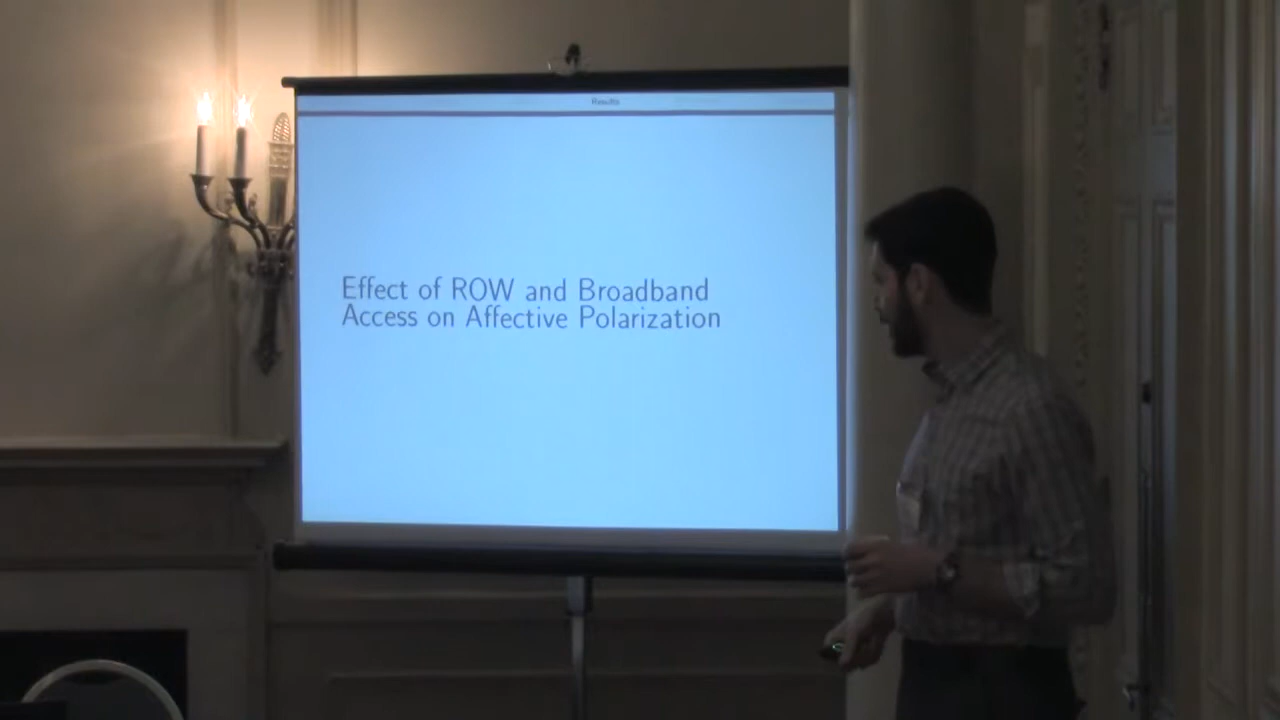 Results
Effect of ROW and Broadband
Access on Affective Polarization